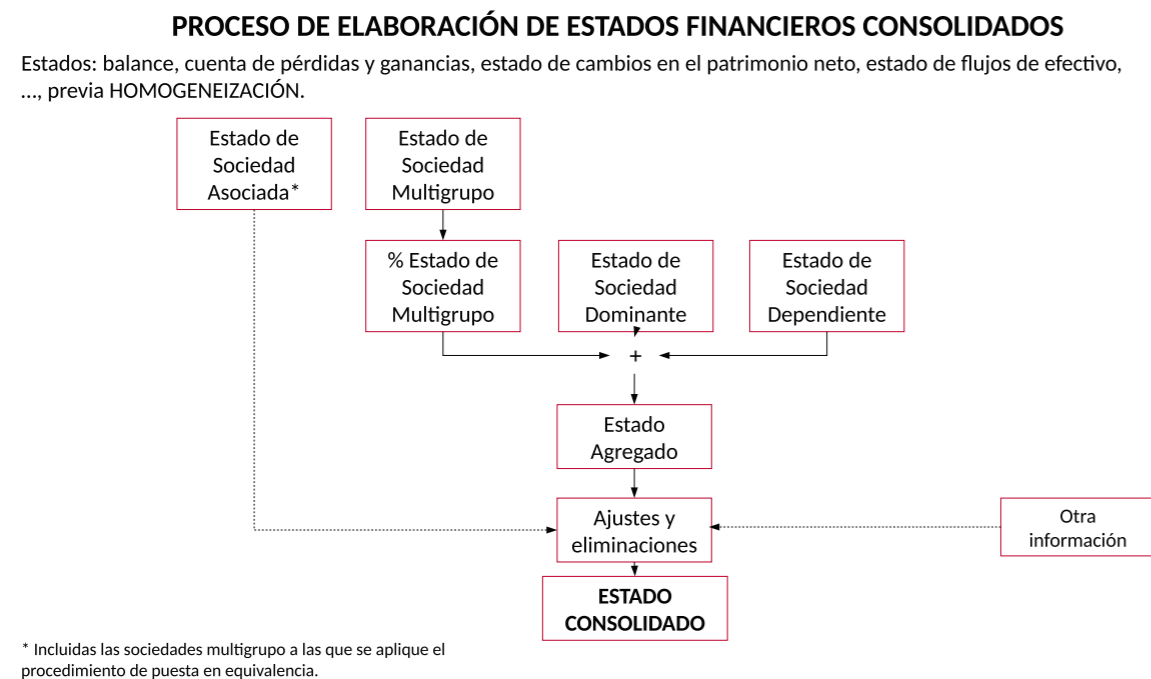 PROCESO DE ELABORACIÓN DE ESTADOS FINANCIEROS CONSOLIDADOS
Estados: balance, cuenta de pérdidas y ganancias, estado de cambios en el patrimonio neto, estado de flujos de efectivo,
…, previa HOMOGENEIZACIÓN.
Estado de
Sociedad
Asociada*
Estado de
Sociedad
Multigrupo
% Estado de
Sociedad
Multigrupo
Estado de
Sociedad
Dominante
Estado de
Sociedad
Dependiente
+
Estado
Agregado
Ajustes y
eliminaciones
Otra
información
ESTADO
CONSOLIDADO
* Incluidas las sociedades multigrupo a las que se aplique el
procedimiento de puesta en equivalencia.